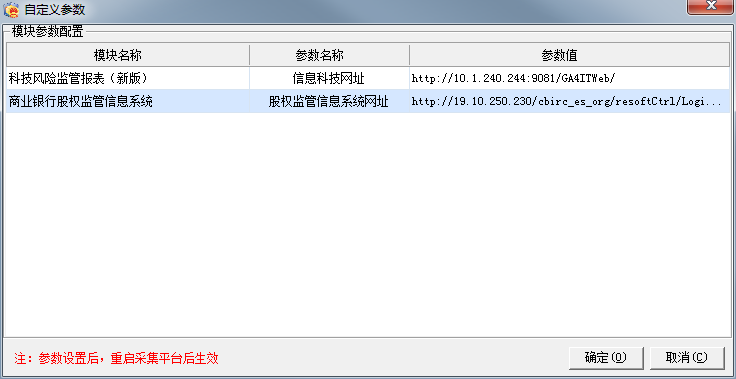 自定义参数
模块参数配置
模块名称 参数名称 参数值
科技风险监管报表（新版） 信息科技网址 http://10.1.240.244:9081/GA4ITWeb/
商业银行股权监管信息系统 股权监管信息系统网址 http://19.10.250.230/cbirc_es_org/resoftCtrl/Logi...
注：参数设置后，重启采集平台后生效
确定(O) 取消(C)